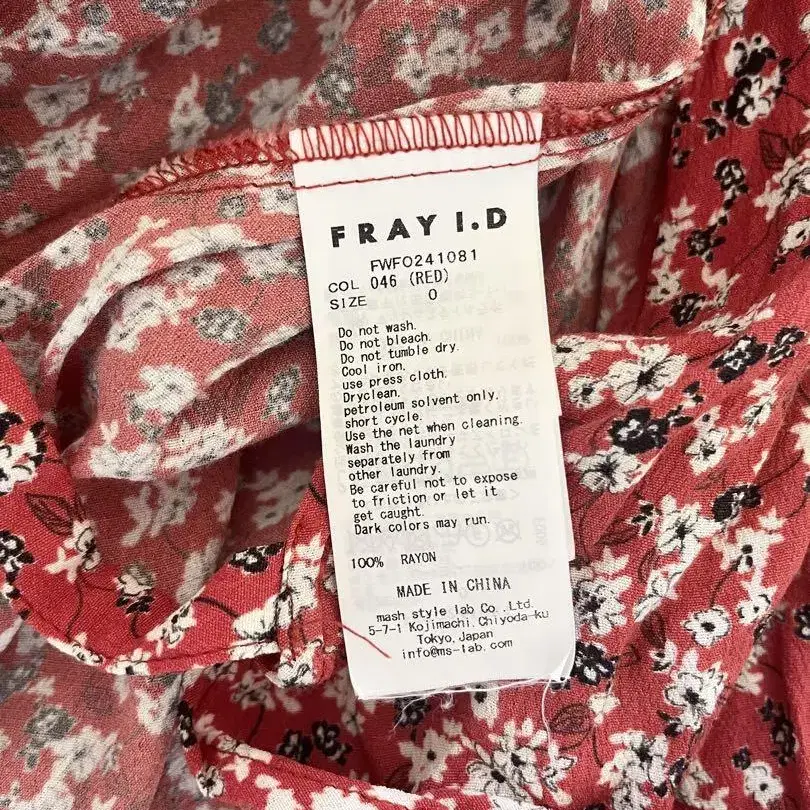 FRAY I.D
FWFO241081
COL 046 (RED)
SIZE 0
Do not wash.
Do not bleach.
Do not tumble dry.
Cool iron.
use press cloth.
Dryclean.
petroleum solvent only.
short cycle.
Use the net when cleaning.
Wash the laundry
separately from
other laundry.
Be careful not to expose
to friction or let it
get caught.
Dark colors may run.
100% RAYON
MADE IN CHINA
mash style lab Co.,Ltd.
5-7-1 Kojimachi, Chiyoda-ku
Tokyo, Japan
info@ms-lab.com